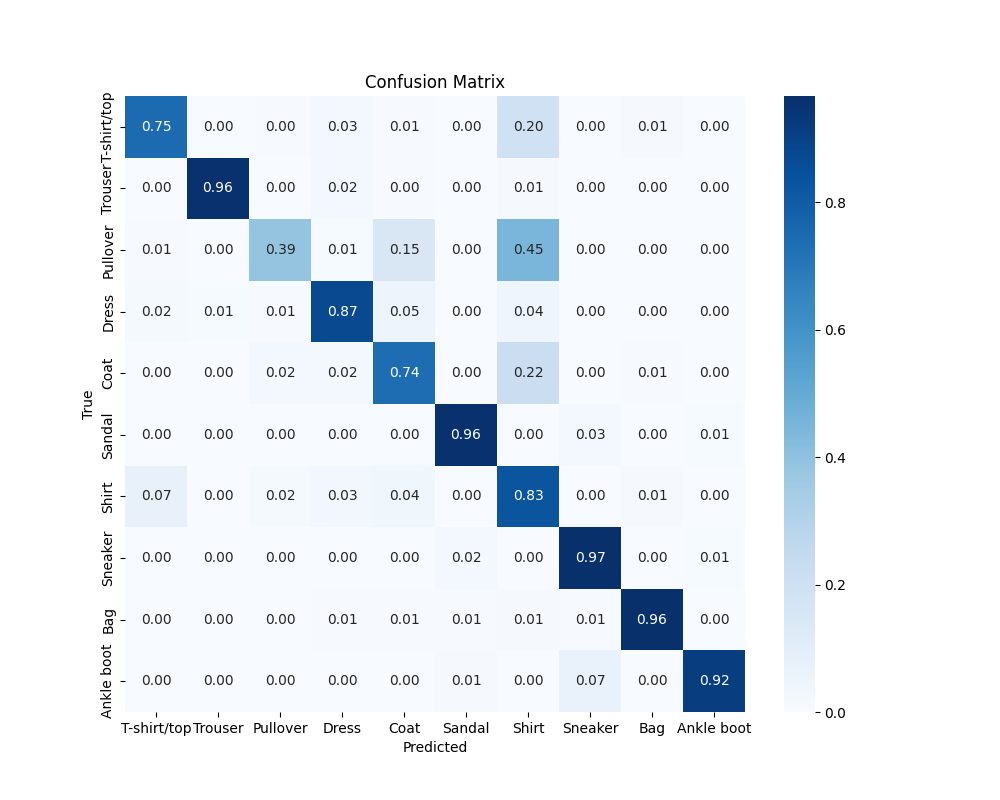 Confusion Matrix
T-shirt/top 0.75 0.00 0.00 0.03 0.01 0.00 0.20 0.00 0.01 0.00
Trouser 0.00 0.96 0.00 0.02 0.00 0.00 0.01 0.00 0.00 0.00
Pullover 0.01 0.00 0.39 0.01 0.15 0.00 0.45 0.00 0.00 0.00
Dress 0.02 0.01 0.01 0.87 0.05 0.00 0.04 0.00 0.00 0.00
Coat 0.00 0.00 0.02 0.02 0.74 0.00 0.22 0.00 0.01 0.00
Sandal 0.00 0.00 0.00 0.00 0.00 0.96 0.00 0.03 0.00 0.01
Shirt 0.07 0.00 0.02 0.03 0.04 0.00 0.83 0.00 0.01 0.00
Sneaker 0.00 0.00 0.00 0.00 0.00 0.02 0.00 0.97 0.00 0.01
Bag 0.00 0.00 0.00 0.01 0.01 0.01 0.01 0.01 0.96 0.00
Ankle boot 0.00 0.00 0.00 0.00 0.00 0.01 0.00 0.07 0.00 0.92
True
T-shirt/top Trouser Pullover Dress Coat Sandal Shirt Sneaker Bag Ankle boot
Predicted
0.8
0.6
0.4
0.2
0.0